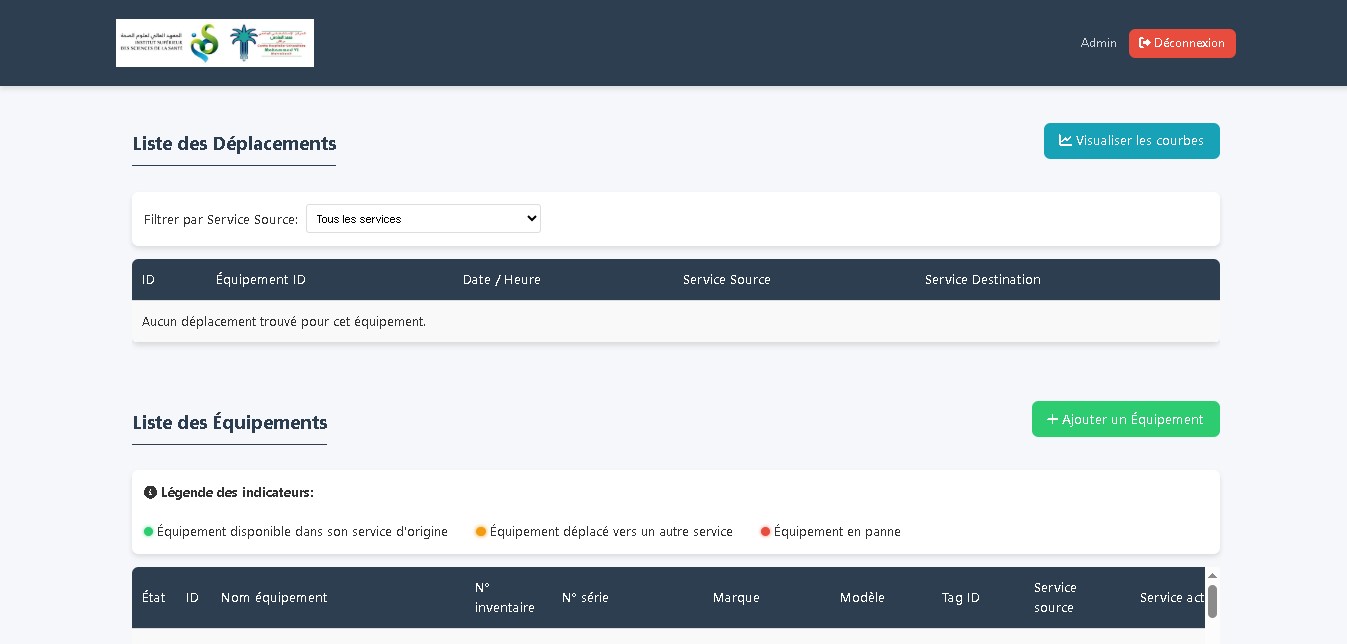 المعهد العالي لعلوم الصحة
INSTITUT SUPÉRIEUR
DES SCIENCES DE LA SANTÉ
Mohammed VI
Admin
Déconnexion
Liste des Déplacements
Visualiser les courbes
Filtrer par Service Source:
Tous les services
ID Équipement ID Date / Heure Service Source Service Destination
Aucun déplacement trouvé pour cet équipement.
Liste des Équipements
Ajouter un Équipement
Légende des indicateurs:
Équipement disponible dans son service d'origine Équipement déplacé vers un autre service Équipement en panne
État ID Nom équipement N° inventaire N° série Marque Modèle Tag ID Service source Service act